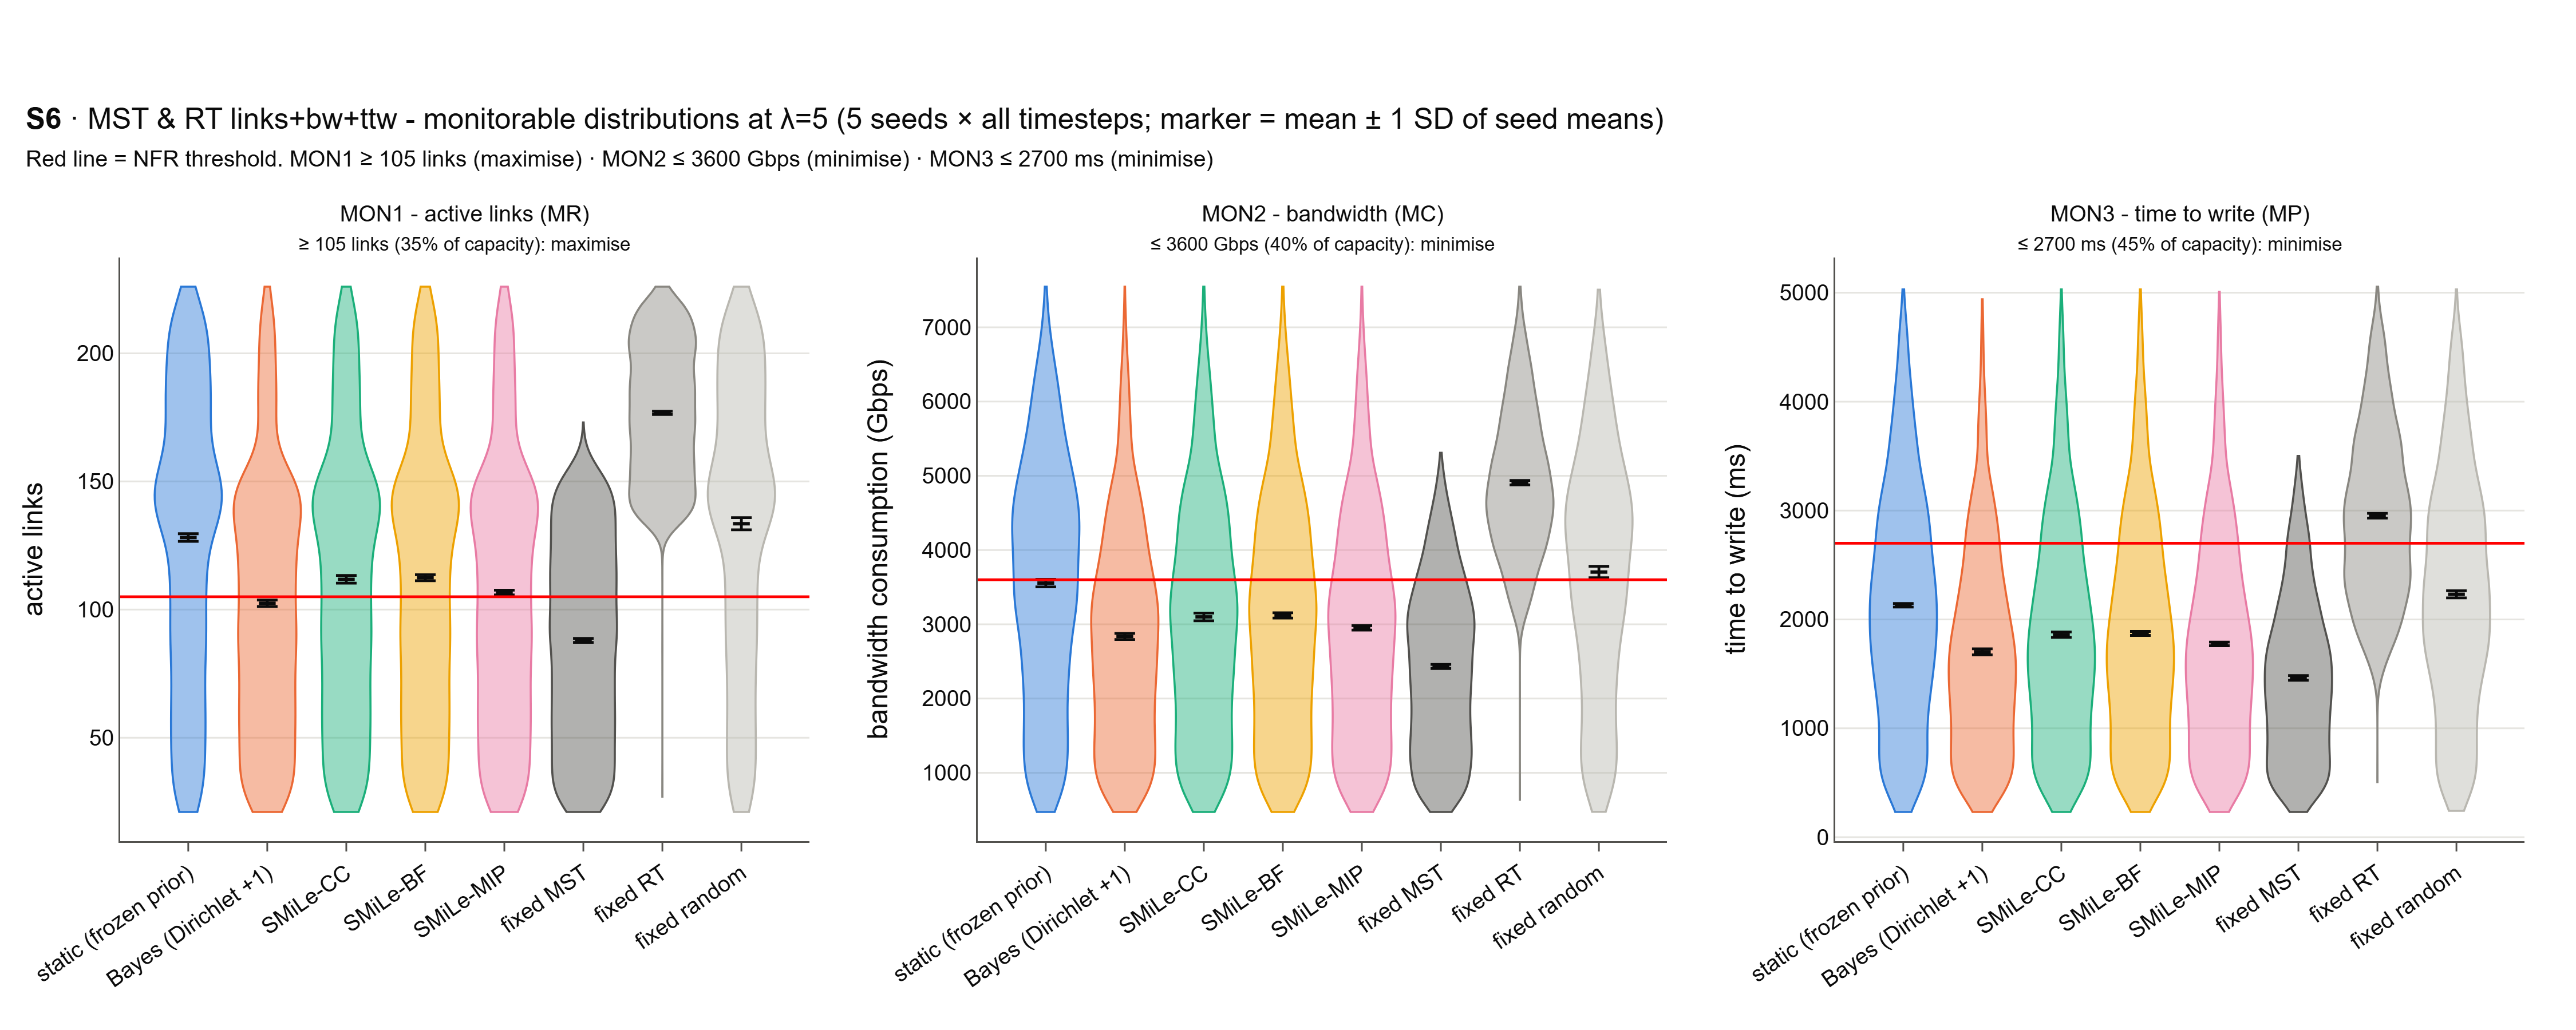 S6 · MST & RT links+bw+ttw - monitorable distributions at λ=5 (5 seeds × all timesteps; marker = mean ± 1 SD of seed means)
Red line = NFR threshold. MON1 ≥ 105 links (maximise) · MON2 ≤ 3600 Gbps (minimise) · MON3 ≤ 2700 ms (minimise)
MON1 - active links (MR)
≥ 105 links (35% of capacity): maximise
active links
200
150
100
50
static (frozen prior)
Bayes (Dirichlet +1)
SMiLe-CC
SMiLe-BF
SMiLe-MIP
fixed MST
fixed RT
fixed random
MON2 - bandwidth (MC)
≤ 3600 Gbps (40% of capacity): minimise
bandwidth consumption (Gbps)
7000
6000
5000
4000
3000
2000
1000
static (frozen prior)
Bayes (Dirichlet +1)
SMiLe-CC
SMiLe-BF
SMiLe-MIP
fixed MST
fixed RT
fixed random
MON3 - time to write (MP)
≤ 2700 ms (45% of capacity): minimise
time to write (ms)
5000
4000
3000
2000
1000
0
static (frozen prior)
Bayes (Dirichlet +1)
SMiLe-CC
SMiLe-BF
SMiLe-MIP
fixed MST
fixed RT
fixed random